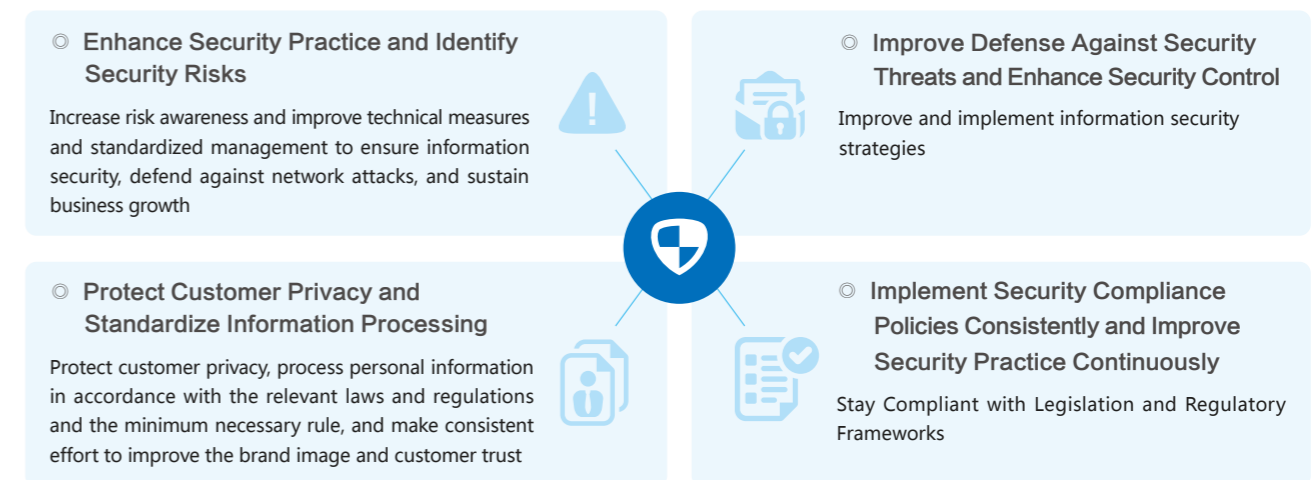 ◎ Enhance Security Practice and Identify
Security Risks
Increase risk awareness and improve technical measures
and standardized management to ensure information
security, defend against network attacks, and sustain
business growth
◎ Improve Defense Against Security
Threats and Enhance Security Control
Improve and implement information security
strategies
◎ Protect Customer Privacy and
Standardize Information Processing
Protect customer privacy, process personal information
in accordance with the relevant laws and regulations
and the minimum necessary rule, and make consistent
effort to improve the brand image and customer trust
◎ Implement Security Compliance
Policies Consistently and Improve
Security Practice Continuously
Stay Compliant with Legislation and Regulatory
Frameworks